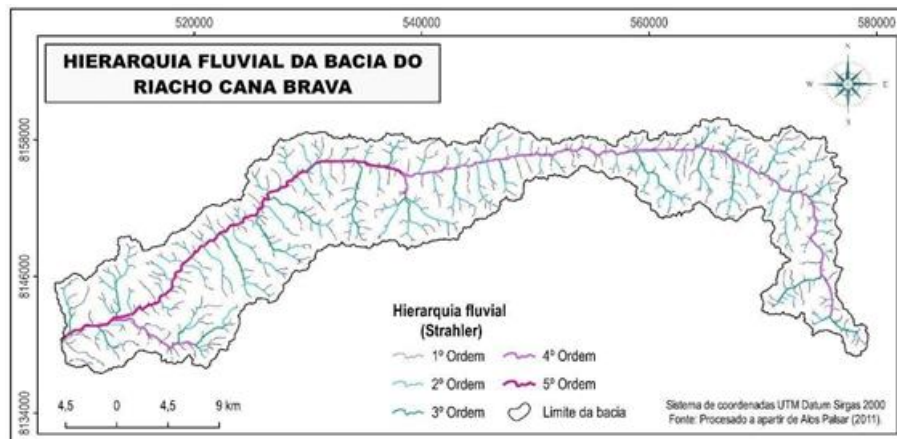 520000 540000 560000 580000
HIERARQUIA FLUVIAL DA BACIA DO
RIACHO CANA BRAVA
N
W E
S
8158000
8146000
8134000
Hierarquia fluvial
(Strahler)
1º Ordem 4º Ordem
2º Ordem 5º Ordem
3º Ordem Limite da bacia
4,5 0 4,5 9 km
Sistema de coordenadas UTM Datum Sirgas 2000
Fonte: Procesado a partir de Alos Palsar (2011).